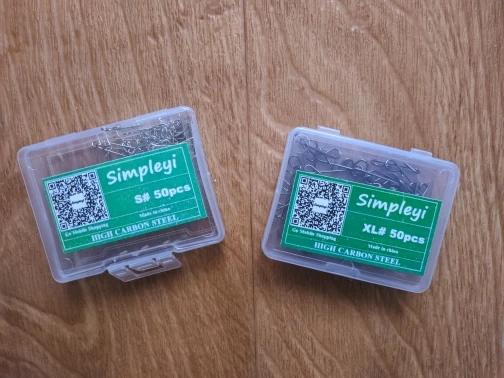 Simpleyi
S# 50pcs
Made in china
Go Mobile Shopping
HIGH CARBON STEEL
Simpleyi
XL# 50pcs
Made in china
Go Mobile Shopping
HIGH CARBON STEEL